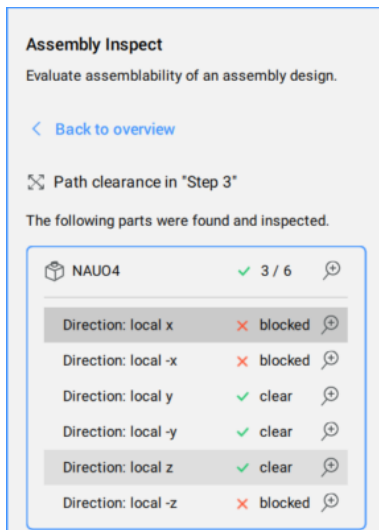 Assembly Inspect
Evaluate assemblability of an assembly design.
Back to overview
Path clearance in "Step 3"
The following parts were found and inspected.
NAUO4 3 / 6
Direction: local x blocked
Direction: local -x blocked
Direction: local y clear
Direction: local -y clear
Direction: local z clear
Direction: local -z blocked